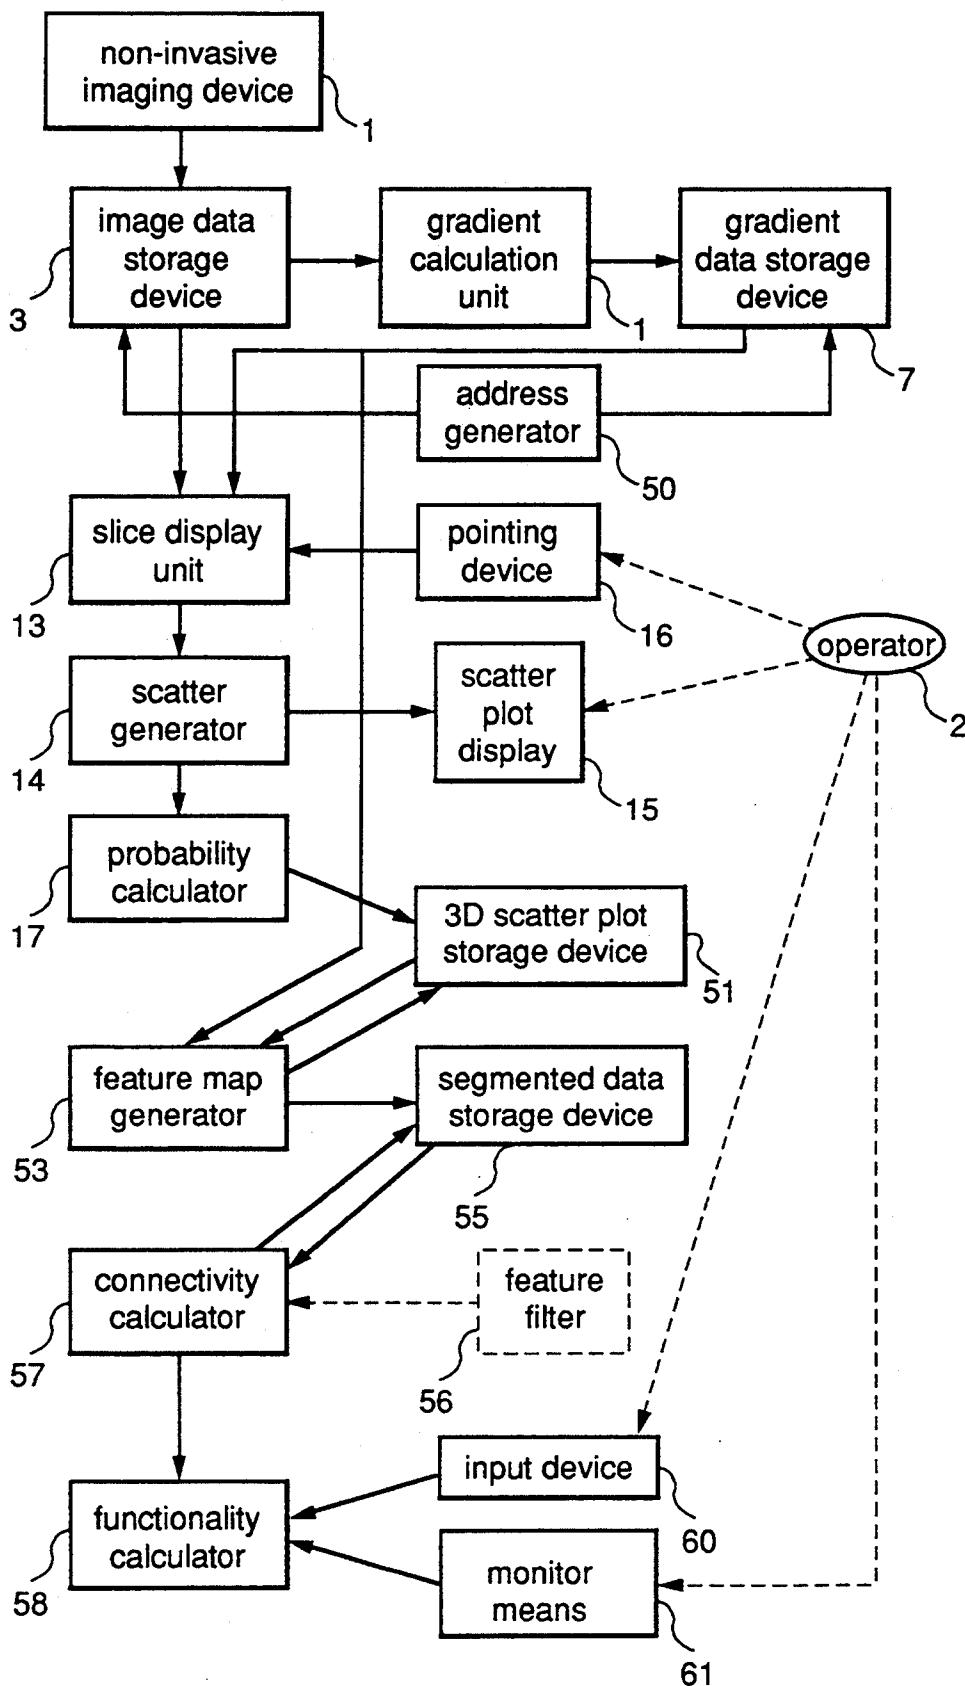 non-invasive
imaging device
1
image data
storage
device
3
gradient
calculation
unit
1
gradient
data storage
device
7
address
generator
50
slice display
unit
13
pointing
device
16
operator
2
scatter
generator
14
scatter
plot
display
15
probability
calculator
17
3D scatter plot
storage device
51
feature map
generator
53
segmented data
storage device
55
connectivity
calculator
57
feature
filter
56
input device
60
functionality
calculator
58
monitor
means
61